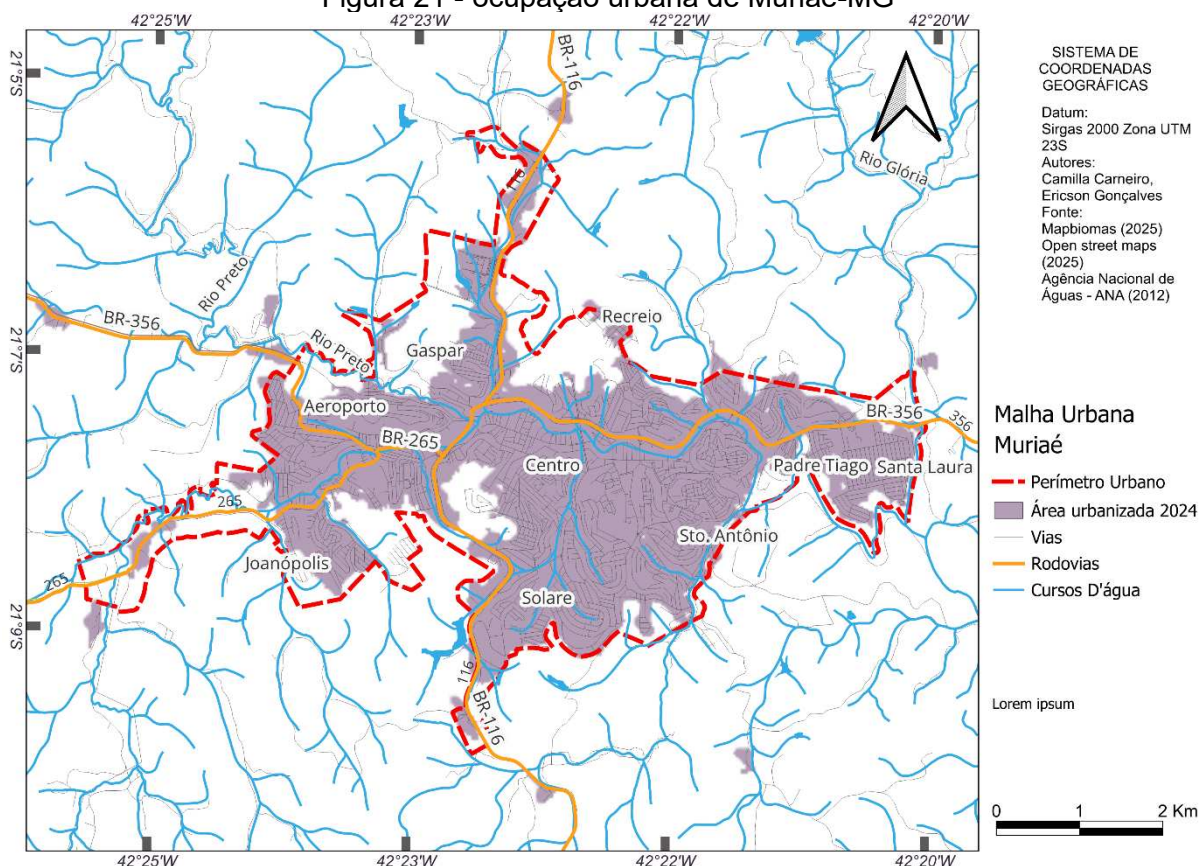 Figura 21 - ocupação urbana de Muriaé-MG
42°25'W
42°23'W
42°22'W
42°20'W
21°5'S
21°7'S
21°9'S
BR-116
116
Rio Glória
Rio Preto
BR-356
Rio Preto
Gaspar
Recreio
Aeroporto
BR-265
Centro
BR-356
356
Padre Tiago
Santa Laura
265
Sto. Antônio
Joanópolis
265
Solare
116
BR-116
42°25'W
42°23'W
42°22'W
42°20'W
SISTEMA DE
COORDENADAS
GEOGRÁFICAS
Datum:
Sirgas 2000 Zona UTM
23S
Autores:
Camilla Carneiro,
Ericson Gonçalves
Fonte:
Mapbiomas (2025)
Open street maps
(2025)
Agência Nacional de
Águas - ANA (2012)
Malha Urbana
Muriaé
Perímetro Urbano
Área urbanizada 2024
Vias
Rodovias
Cursos D'água
Lorem ipsum
0 1 2 Km